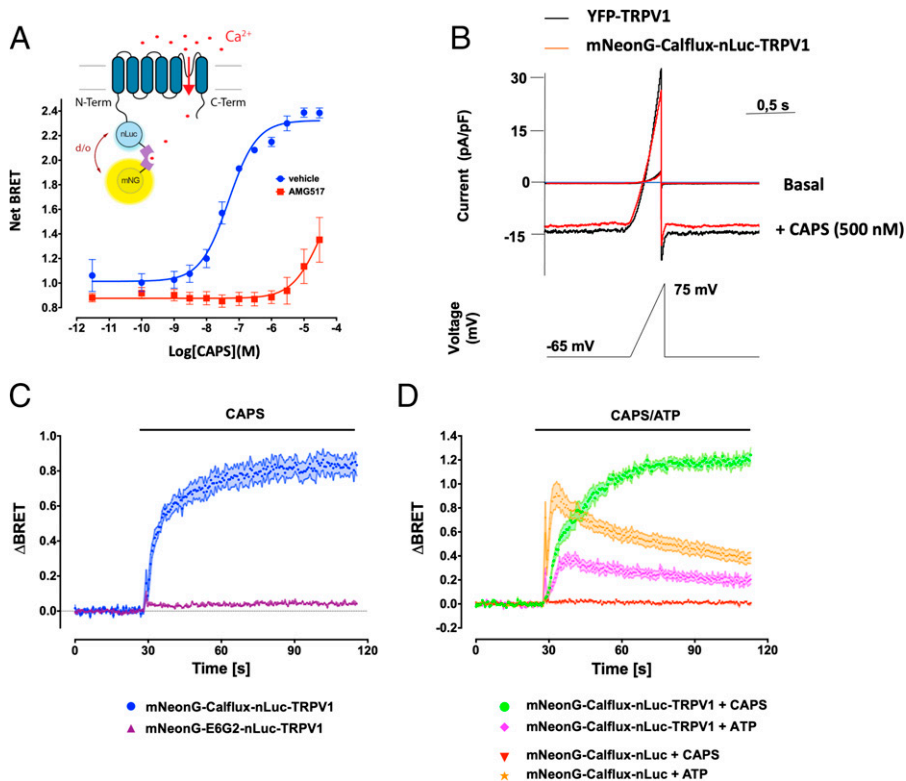 A
Ca²⁺
N-Term
C-Term
nLuc
d/o
mNG
Net BRET
2.4
2.2
2.0
1.8
1.6
1.4
1.2
1.0
0.8
vehicle
AMG517
-12 -11 -10 -9 -8 -7 -6 -5 -4
Log[CAPS](M)
B
YFP-TRPV1
mNeonG-Calflux-nLuc-TRPV1
Current (pA/pF)
30
15
0
-15
0,5 s
Basal
+ CAPS (500 nM)
Voltage
(mV)
-65 mV
75 mV
C
CAPS
ΔBRET
1.0
0.8
0.6
0.4
0.2
0.0
0 30 60 90 120
Time [s]
mNeonG-Calflux-nLuc-TRPV1
mNeonG-E6G2-nLuc-TRPV1
D
CAPS/ATP
ΔBRET
1.4
1.2
1.0
0.8
0.6
0.4
0.2
0.0
-0.2
0 30 60 90 120
Time [s]
mNeonG-Calflux-nLuc-TRPV1 + CAPS
mNeonG-Calflux-nLuc-TRPV1 + ATP
mNeonG-Calflux-nLuc + CAPS
mNeonG-Calflux-nLuc + ATP